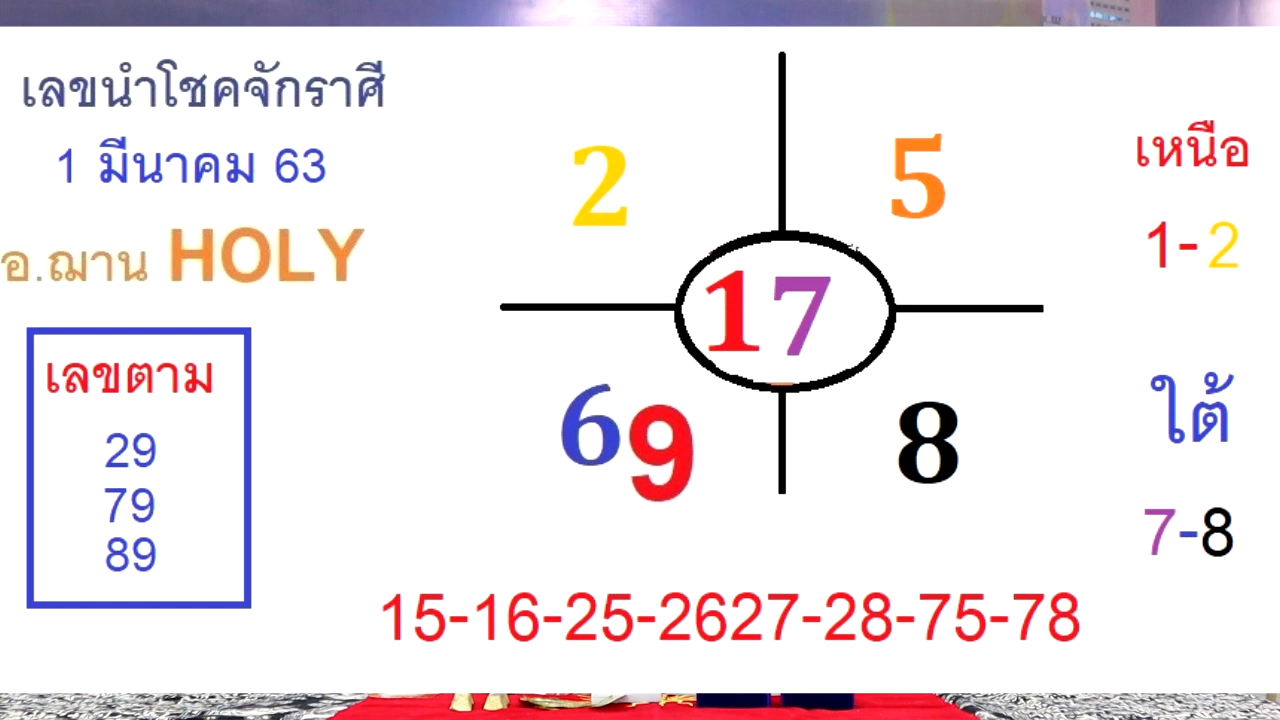 เลขนำโชคจักราศี
1 มีนาคม 63
อ.ฌาน HOLY
เลขตาม
29
79
89
2
5
17
69
8
เหนือ
1-2
ใต้
7-8
15-16-25-2627-28-75-78